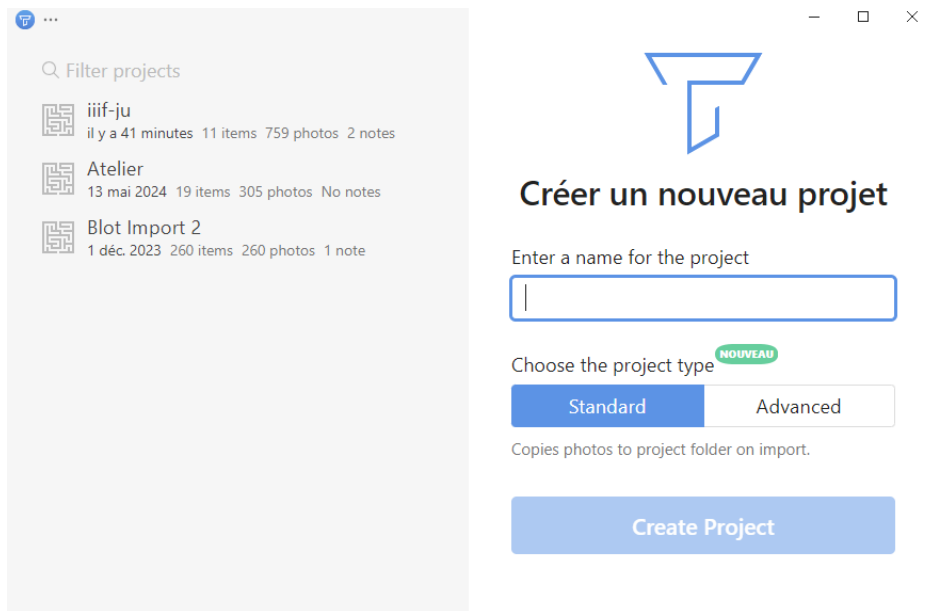 Filter projects
iiif-ju
il y a 41 minutes 11 items 759 photos 2 notes
Atelier
13 mai 2024 19 items 305 photos No notes
Blot Import 2
1 déc. 2023 260 items 260 photos 1 note
Créer un nouveau projet
Enter a name for the project
Choose the project type NOUVEAU
Standard Advanced
Copies photos to project folder on import.
Create Project